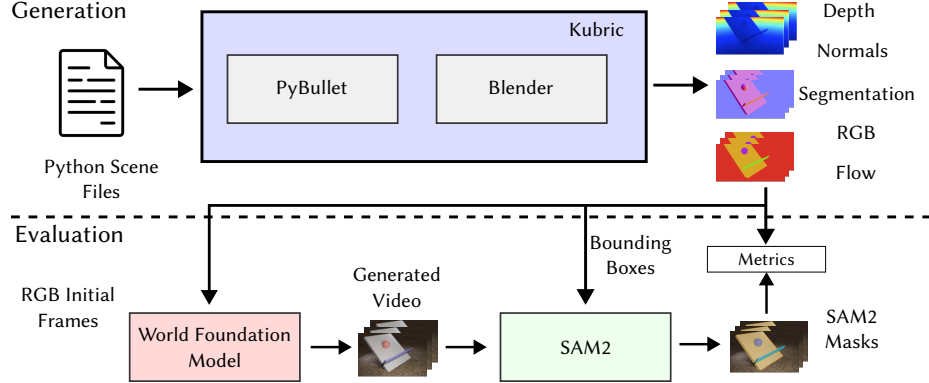 Generation
Kubric
PyBullet
Blender
Python Scene
Files
Depth
Normals
Segmentation
RGB
Flow
Evaluation
RGB Initial
Frames
World Foundation
Model
Generated
Video
Bounding
Boxes
SAM2
Metrics
SAM2
Masks